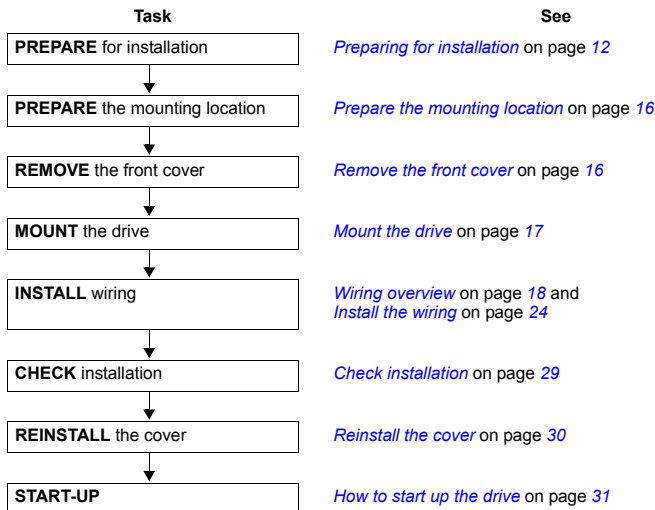 Task See
PREPARE for installation Preparing for installation on page 12
PREPARE the mounting location Prepare the mounting location on page 16
REMOVE the front cover Remove the front cover on page 16
MOUNT the drive Mount the drive on page 17
INSTALL wiring Wiring overview on page 18 and
Install the wiring on page 24
CHECK installation Check installation on page 29
REINSTALL the cover Reinstall the cover on page 30
START-UP How to start up the drive on page 31